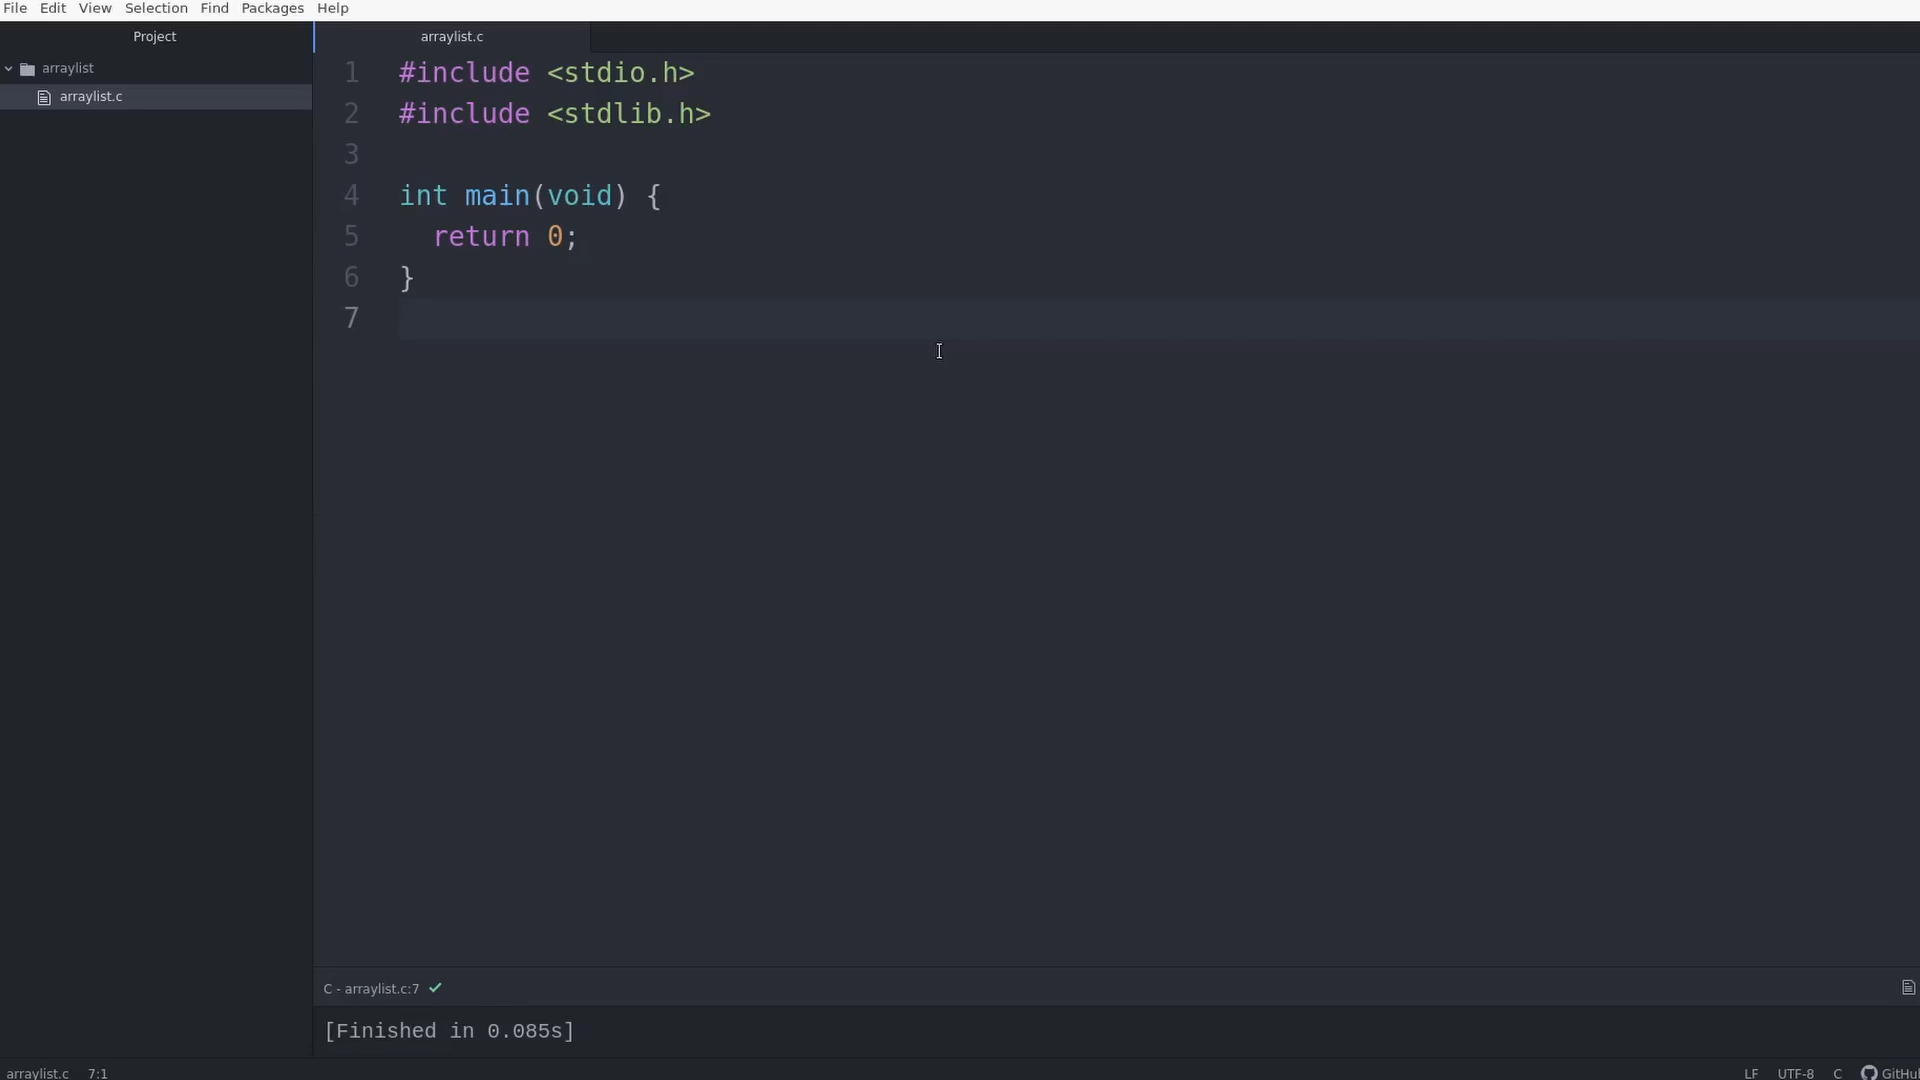 File Edit View Selection Find Packages Help
Project
arraylist
arraylist.c
arraylist.c
1 #include <stdio.h>
2 #include <stdlib.h>
3
4 int main(void) {
5   return 0;
6 }
7
C - arraylist.c:7
[Finished in 0.085s]
arraylist.c 7:1 LF UTF-8 C GitHu